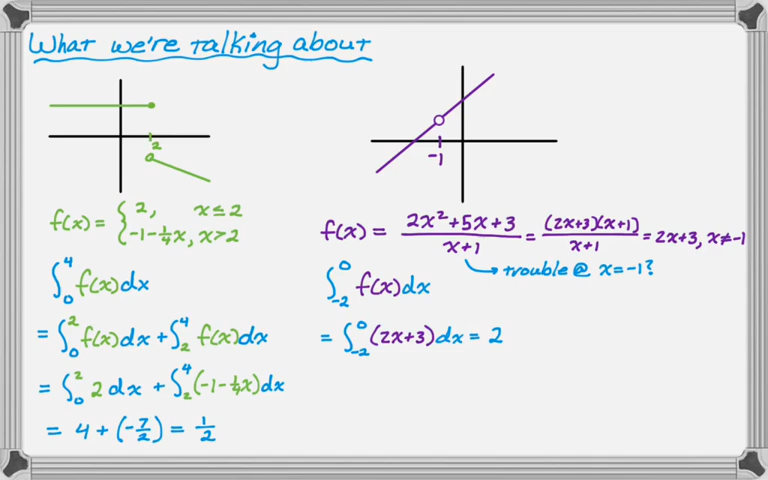 What we're talking about
2
-1
f(x) = { 2, x ≤ 2
-1-¼x, x>2
f(x) = (2x²+5x+3)/(x+1) = ((2x+3)(x+1))/(x+1) = 2x+3, x≠-1
trouble @ x=-1?
∫₀⁴ f(x)dx
= ∫₀² f(x)dx + ∫₂⁴ f(x)dx
= ∫₀² 2 dx + ∫₂⁴ (-1-¼x)dx
= 4 + (-7/2) = 1/2
∫₋₂⁰ f(x)dx
= ∫₋₂⁰ (2x+3)dx = 2